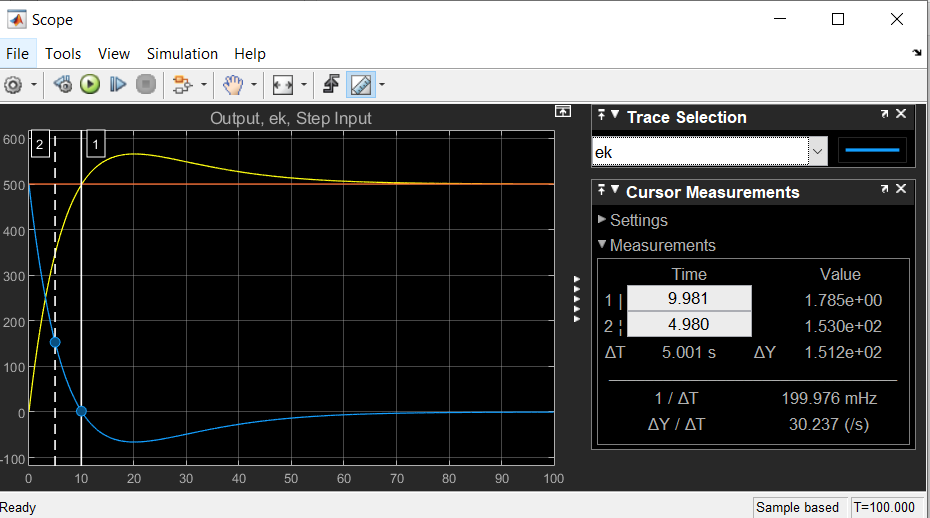 Scope
File Tools View Simulation Help
Output, ek, Step Input
600
500
400
300
200
100
0
-100
2
1
0 10 20 30 40 50 60 70 80 90 100
Trace Selection
ek
Cursor Measurements
Settings
Measurements
Time Value
1 | 9.981 1.785e+00
2 ¦ 4.980 1.530e+02
ΔT 5.001 s ΔY 1.512e+02
1 / ΔT 199.976 mHz
ΔY / ΔT 30.237 (/s)
Ready Sample based T=100.000